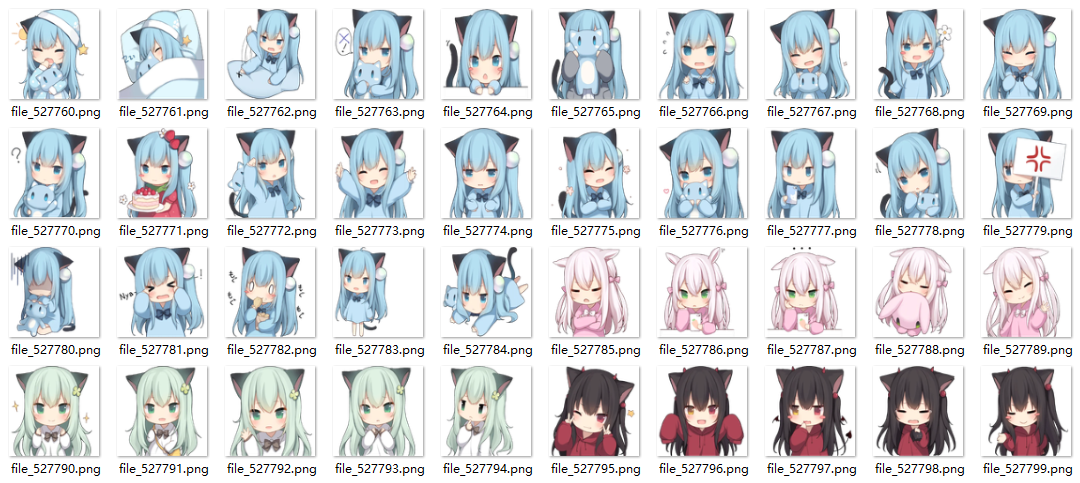 file_527760.png file_527761.png file_527762.png file_527763.png file_527764.png file_527765.png file_527766.png file_527767.png file_527768.png file_527769.png
?
file_527770.png file_527771.png file_527772.png file_527773.png file_527774.png file_527775.png file_527776.png file_527777.png file_527778.png file_527779.png
file_527780.png file_527781.png file_527782.png file_527783.png file_527784.png file_527785.png file_527786.png file_527787.png file_527788.png file_527789.png
file_527790.png file_527791.png file_527792.png file_527793.png file_527794.png file_527795.png file_527796.png file_527797.png file_527798.png file_527799.png